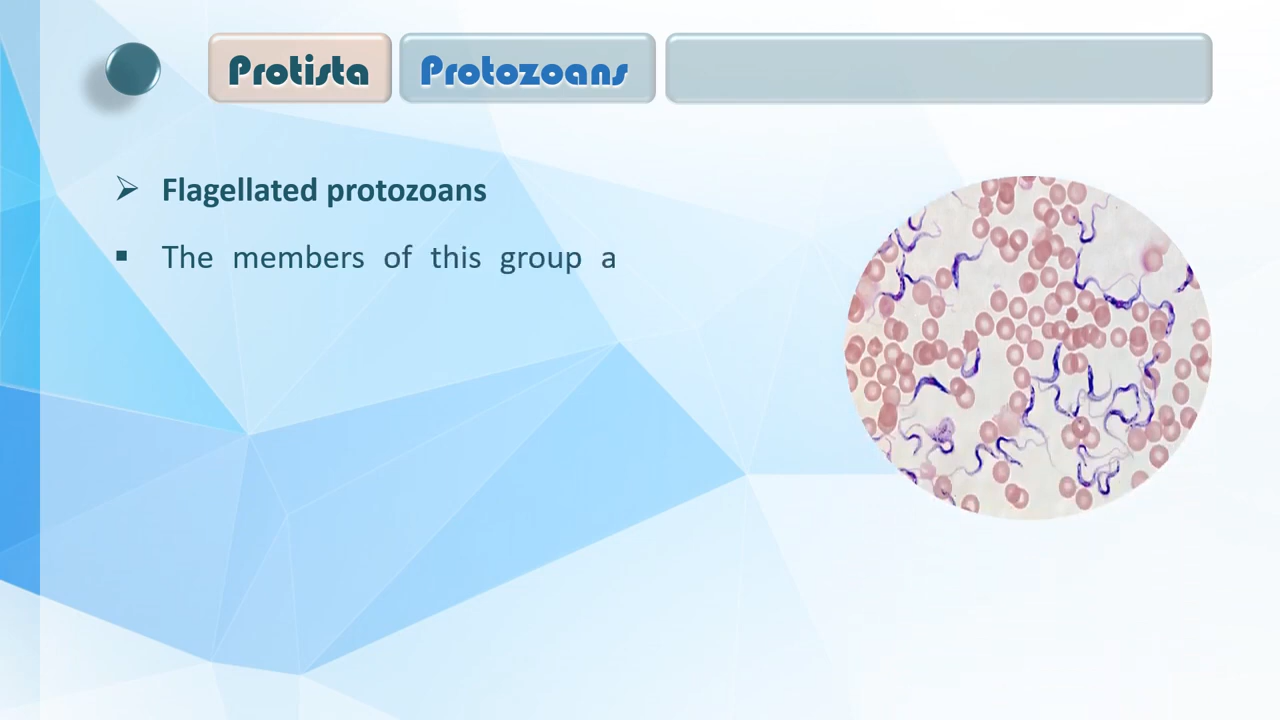 Protista Protozoans
Flagellated protozoans
The members of this group a